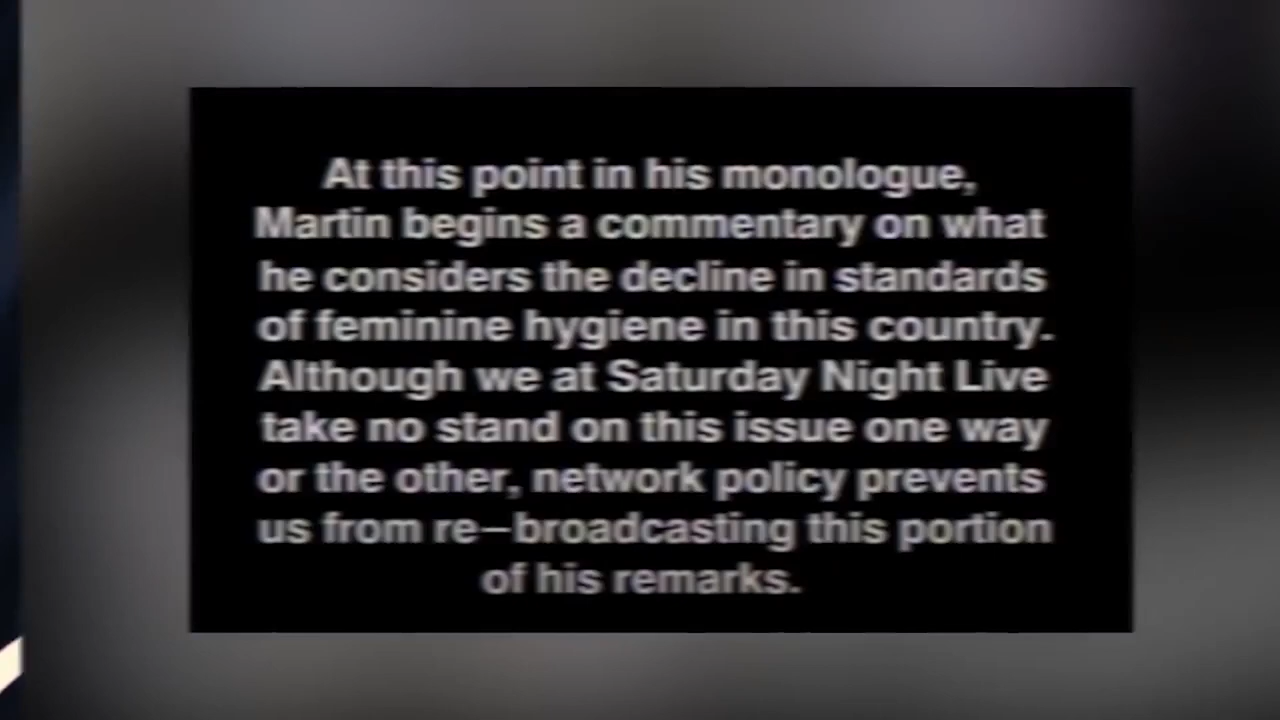 At this point in his monologue,
Martin begins a commentary on what
he considers the decline in standards
of feminine hygiene in this country.
Although we at Saturday Night Live
take no stand on this issue one way
or the other, network policy prevents
us from re–broadcasting this portion
of his remarks.